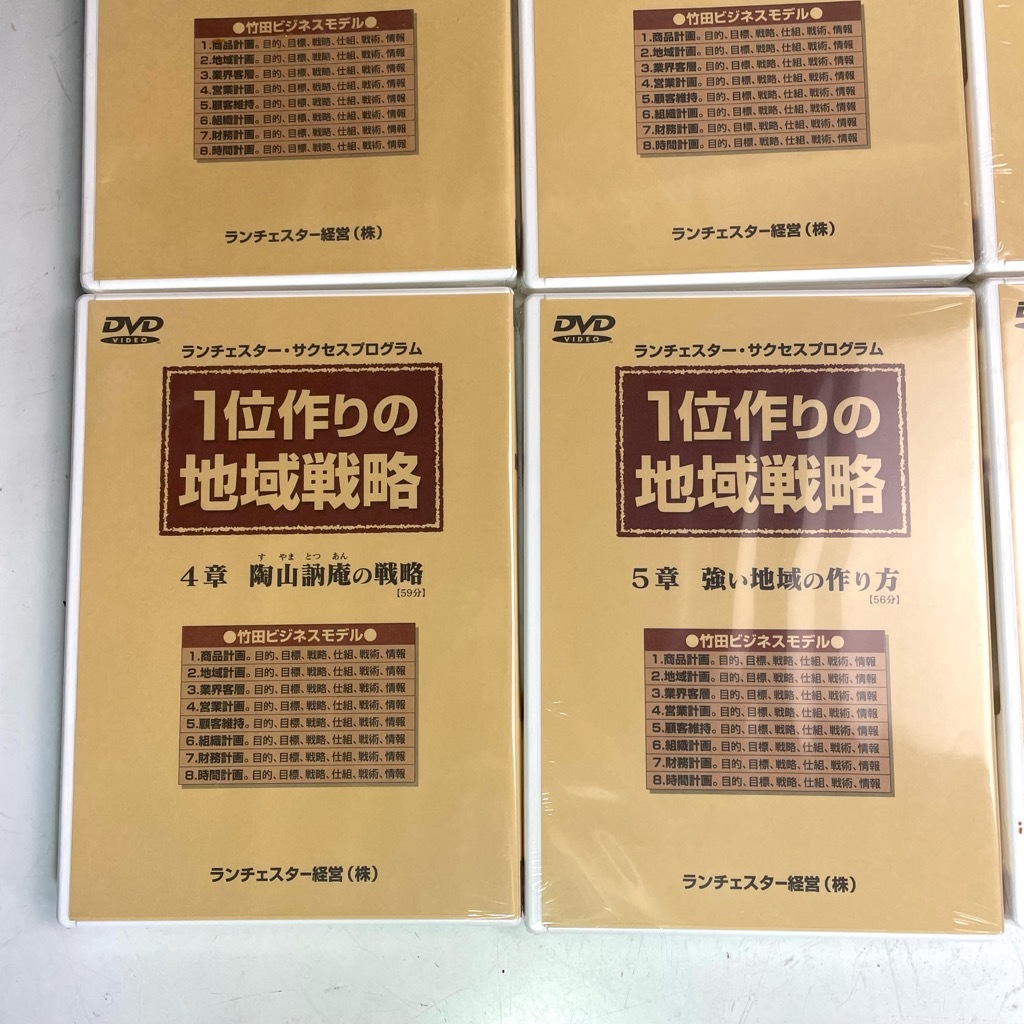 ●竹田ビジネスモデル●
1.商品計画。目的、目標、戦略、仕組、戦術、情報
2.地域計画。目的、目標、戦略、仕組、戦術、情報
3.業界客層。目的、目標、戦略、仕組、戦術、情報
4.営業計画。目的、目標、戦略、仕組、戦術、情報
5.顧客維持。目的、目標、戦略、仕組、戦術、情報
6.組織計画。目的、目標、戦略、仕組、戦術、情報
7.財務計画。目的、目標、戦略、仕組、戦術、情報
8.時間計画。目的、目標、戦略、仕組、戦術、情報
ランチェスター経営(株)
●竹田ビジネスモデル●
1.商品計画。目的、目標、戦略、仕組、戦術、情報
2.地域計画。目的、目標、戦略、仕組、戦術、情報
3.業界客層。目的、目標、戦略、仕組、戦術、情報
4.営業計画。目的、目標、戦略、仕組、戦術、情報
5.顧客維持。目的、目標、戦略、仕組、戦術、情報
6.組織計画。目的、目標、戦略、仕組、戦術、情報
7.財務計画。目的、目標、戦略、仕組、戦術、情報
8.時間計画。目的、目標、戦略、仕組、戦術、情報
ランチェスター経営(株)
DVD
VIDEO
ランチェスター・サクセスプログラム
1位作りの
地域戦略
す やま とつ あん
4章 陶山訥庵の戦略
【59分】
●竹田ビジネスモデル●
1.商品計画。目的、目標、戦略、仕組、戦術、情報
2.地域計画。目的、目標、戦略、仕組、戦術、情報
3.業界客層。目的、目標、戦略、仕組、戦術、情報
4.営業計画。目的、目標、戦略、仕組、戦術、情報
5.顧客維持。目的、目標、戦略、仕組、戦術、情報
6.組織計画。目的、目標、戦略、仕組、戦術、情報
7.財務計画。目的、目標、戦略、仕組、戦術、情報
8.時間計画。目的、目標、戦略、仕組、戦術、情報
ランチェスター経営(株)
DVD
VIDEO
ランチェスター・サクセスプログラム
1位作りの
地域戦略
5章 強い地域の作り方
【56分】
●竹田ビジネスモデル●
1.商品計画。目的、目標、戦略、仕組、戦術、情報
2.地域計画。目的、目標、戦略、仕組、戦術、情報
3.業界客層。目的、目標、戦略、仕組、戦術、情報
4.営業計画。目的、目標、戦略、仕組、戦術、情報
5.顧客維持。目的、目標、戦略、仕組、戦術、情報
6.組織計画。目的、目標、戦略、仕組、戦術、情報
7.財務計画。目的、目標、戦略、仕組、戦術、情報
8.時間計画。目的、目標、戦略、仕組、戦術、情報
ランチェスター経営(株)